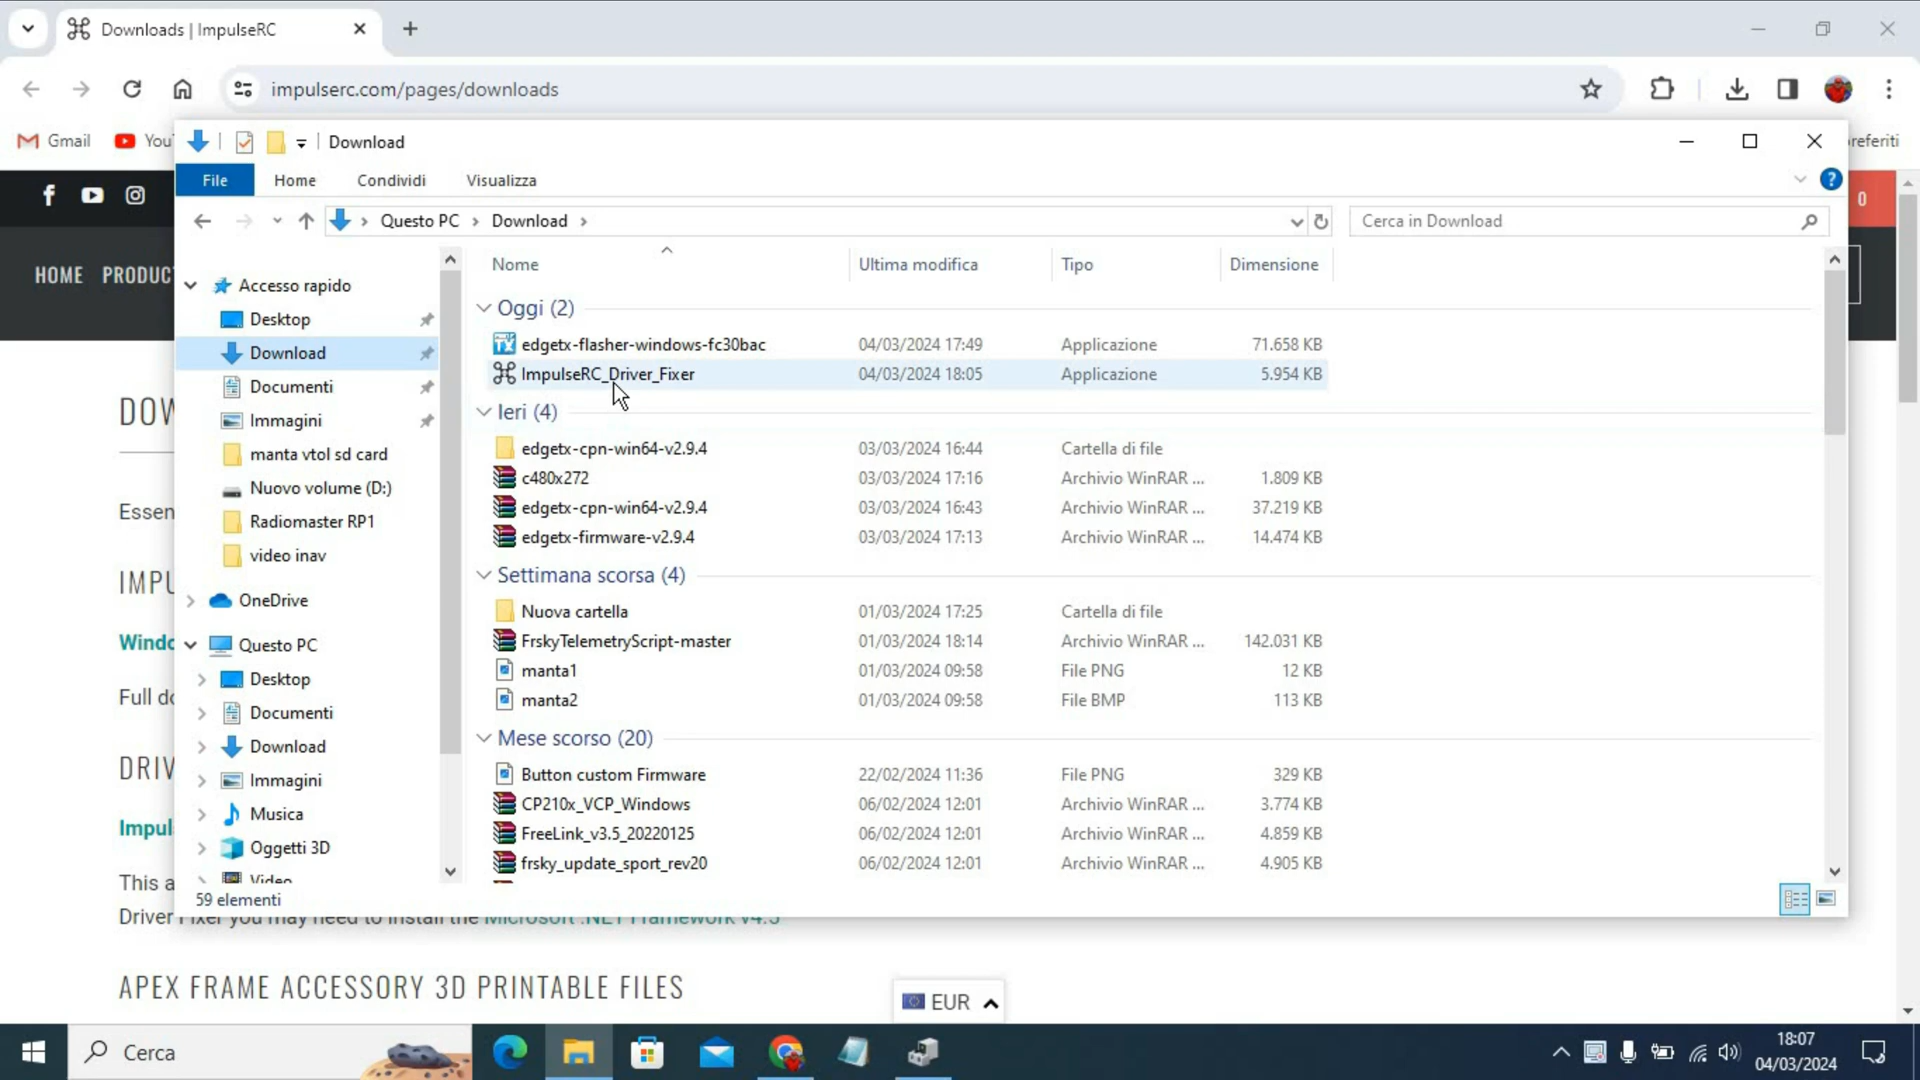 Downloads | ImpulseRC
impulserc.com/pages/downloads
Gmail
You
Download
referiti
File
Home
Condividi
Visualizza
0
Questo PC
Download
Cerca in Download
HOME PRODUC
Nome
Ultima modifica
Tipo
Dimensione
Accesso rapido
Desktop
Download
Documenti
Immagini
manta vtol sd card
Nuovo volume (D:)
Radiomaster RP1
video inav
OneDrive
Questo PC
Desktop
Documenti
Download
Immagini
Musica
Oggetti 3D
Video
Oggi (2)
edgetx-flasher-windows-fc30bac 04/03/2024 17:49 Applicazione 71.658 KB
ImpulseRC_Driver_Fixer 04/03/2024 18:05 Applicazione 5.954 KB
Ieri (4)
edgetx-cpn-win64-v2.9.4 03/03/2024 16:44 Cartella di file
c480x272 03/03/2024 17:16 Archivio WinRAR ... 1.809 KB
edgetx-cpn-win64-v2.9.4 03/03/2024 16:43 Archivio WinRAR ... 37.219 KB
edgetx-firmware-v2.9.4 03/03/2024 17:13 Archivio WinRAR ... 14.474 KB
Settimana scorsa (4)
Nuova cartella 01/03/2024 17:25 Cartella di file
FrskyTelemetryScript-master 01/03/2024 18:14 Archivio WinRAR ... 142.031 KB
manta1 01/03/2024 09:58 File PNG 12 KB
manta2 01/03/2024 09:58 File BMP 113 KB
Mese scorso (20)
Button custom Firmware 22/02/2024 11:36 File PNG 329 KB
CP210x_VCP_Windows 06/02/2024 12:01 Archivio WinRAR ... 3.774 KB
FreeLink_v3.5_20220125 06/02/2024 12:01 Archivio WinRAR ... 4.859 KB
frsky_update_sport_rev20 06/02/2024 12:01 Archivio WinRAR ... 4.905 KB
59 elementi
DOW
Essen
IMPU
Windo
Full do
DRIV
Impul
This a
Driver Fixer you may need to install the Microsoft .NET Framework v4.5
APEX FRAME ACCESSORY 3D PRINTABLE FILES
EUR
Cerca
18:07
04/03/2024